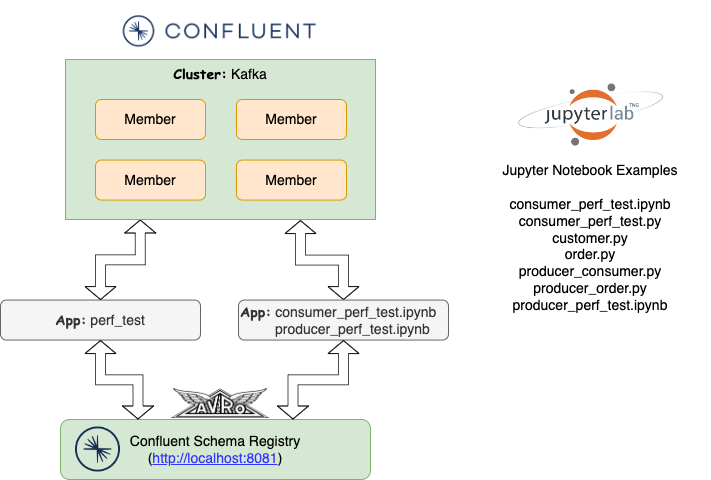 CONFLUENT
Cluster: Kafka
Member
Member
Member
Member
App: perf_test
App: consumer_perf_test.ipynb
producer_perf_test.ipynb
AVRO
Confluent Schema Registry
(http://localhost:8081)
jupyterlab TNG
Jupyter Notebook Examples
consumer_perf_test.ipynb
consumer_perf_test.py
customer.py
order.py
producer_consumer.py
producer_order.py
producer_perf_test.ipynb